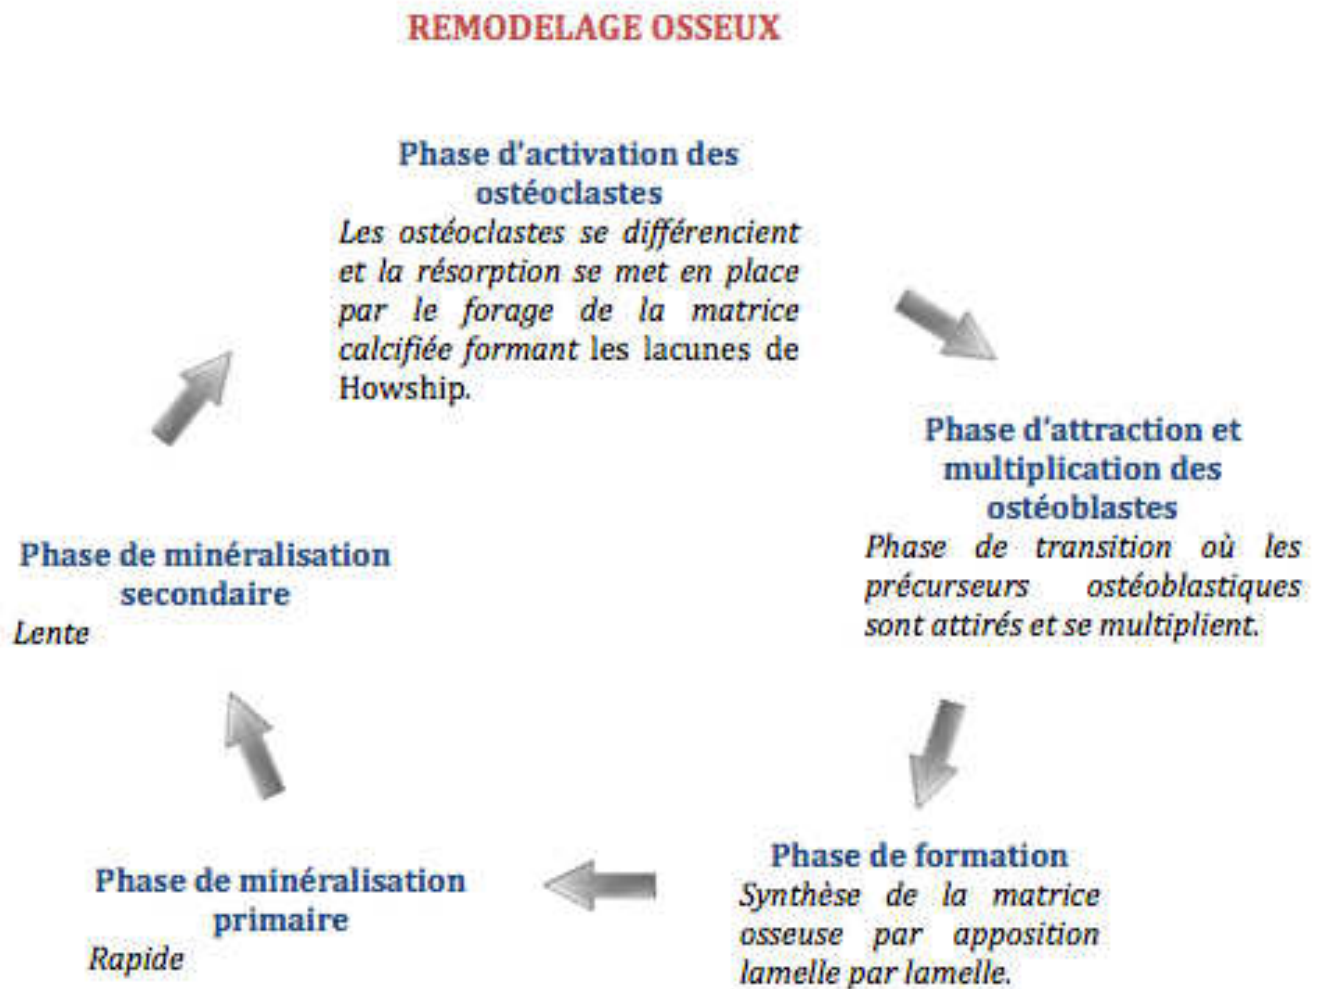 REMODELAGE OSSEUX
Phase d'activation des
ostéoclastes
Les ostéoclastes se différencient
et la résorption se met en place
par le forage de la matrice
calcifiée formant les lacunes de
Howship.
Phase d'attraction et
multiplication des
ostéoblastes
Phase de transition où les
précurseurs ostéoblastiques
sont attirés et se multiplient.
Phase de formation
Synthèse de la matrice
osseuse par apposition
lamelle par lamelle.
Phase de minéralisation
primaire
Rapide
Phase de minéralisation
secondaire
Lente